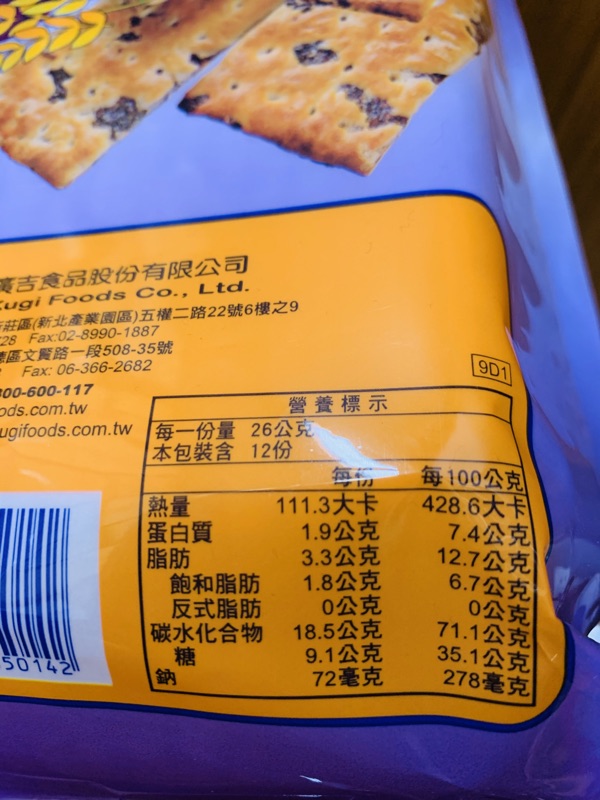 廣吉食品股份有限公司
Kugi Foods Co., Ltd.
莊區(新北產業園區)五權二路22號6樓之9
28 Fax:02-8990-1887
區文賢路一段508-35號
Fax: 06-366-2682
800-600-117
ods.com.tw
ugifoods.com.tw
9D1
營養標示
每一份量 26公克
本包裝含 12份
每份 每100公克
熱量 111.3大卡 428.6大卡
蛋白質 1.9公克 7.4公克
脂肪 3.3公克 12.7公克
飽和脂肪 1.8公克 6.7公克
反式脂肪 0公克 0公克
碳水化合物 18.5公克 71.1公克
糖 9.1公克 35.1公克
鈉 72毫克 278毫克
50142